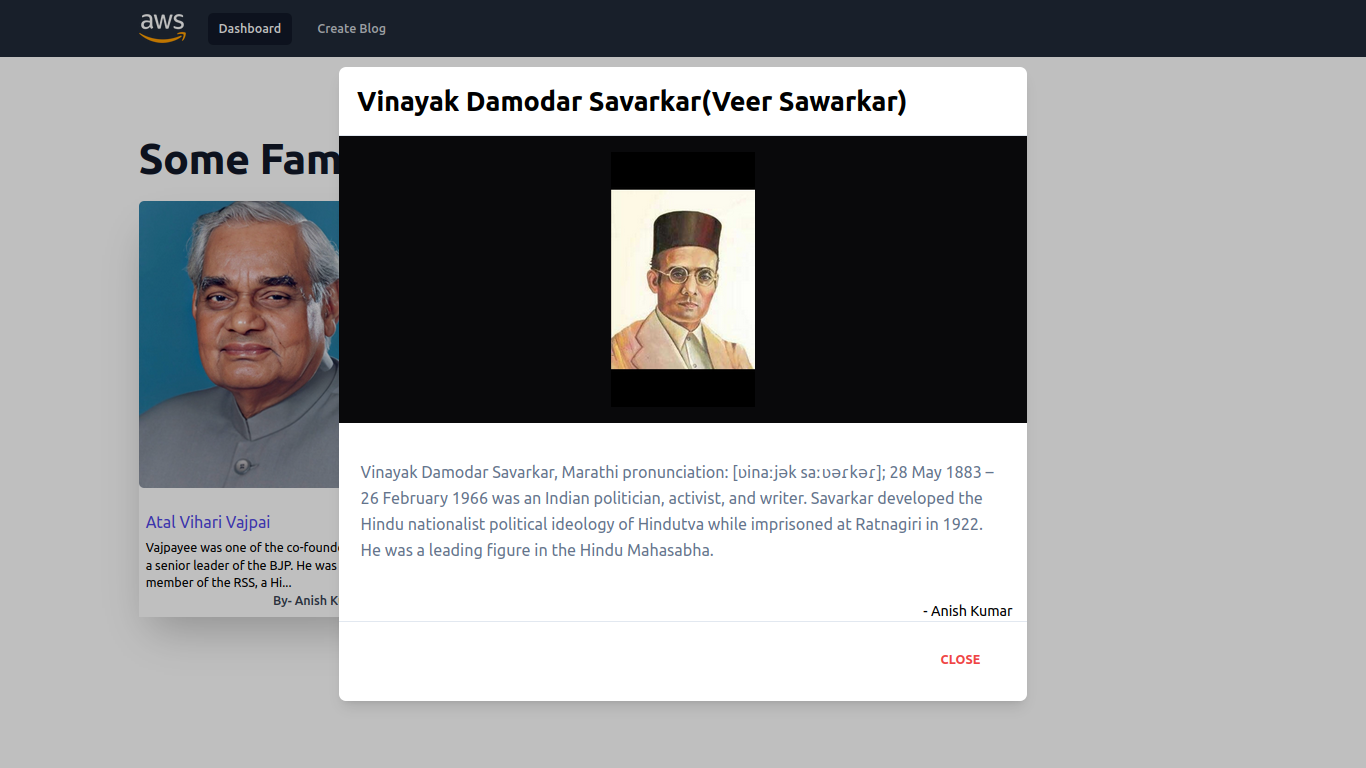 aws
Dashboard
Create Blog
Vinayak Damodar Savarkar(Veer Sawarkar)
Some Fam
Vinayak Damodar Savarkar, Marathi pronunciation: [ʋinaːjək saːʋəɾkəɾ]; 28 May 1883 –
26 February 1966 was an Indian politician, activist, and writer. Savarkar developed the
Hindu nationalist political ideology of Hindutva while imprisoned at Ratnagiri in 1922.
He was a leading figure in the Hindu Mahasabha.
- Anish Kumar
CLOSE
Atal Vihari Vajpai
Vajpayee was one of the co-founde
a senior leader of the BJP. He was
member of the RSS, a Hi...
By- Anish K